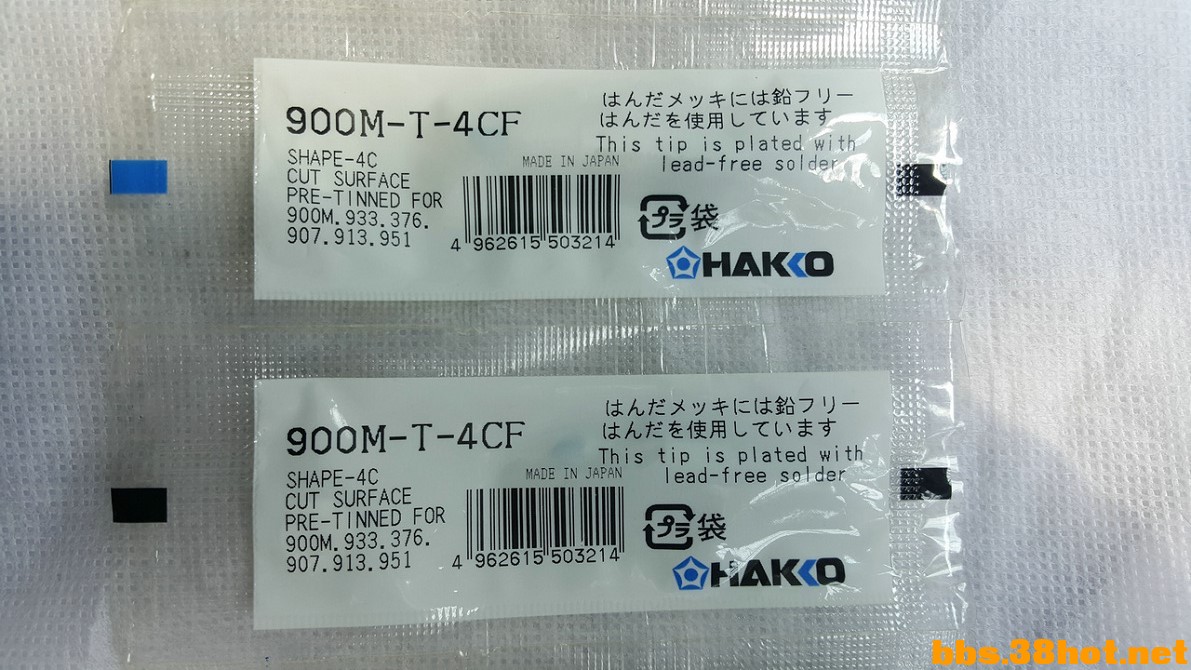 900M-T-4CF
SHAPE-4C
CUT SURFACE
PRE-TINNED FOR
900M.933.376.
907.913.951
MADE IN JAPAN
4 962615 503214
はんだメッキには鉛フリー
はんだを使用しています
This tip is plated with
lead-free solder
プラ 袋
HAKKO
900M-T-4CF
SHAPE-4C
CUT SURFACE
PRE-TINNED FOR
900M.933.376.
907.913.951
MADE IN JAPAN
4 962615 503214
はんだメッキには鉛フリー
はんだを使用しています
This tip is plated with
lead-free solder
プラ 袋
HAKKO
bbs.38hot.net